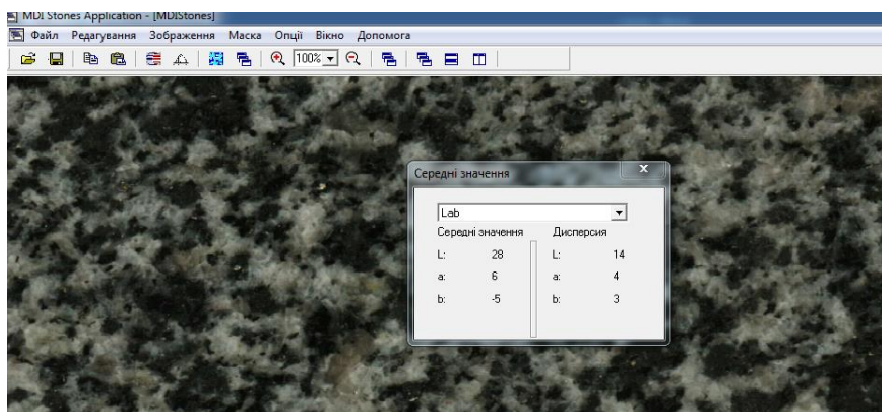 MDI Stones Application - [MDIStones]
Файл Редагування Зображення Маска Опції Вікно Допомога
100%
Середні значення
x
Lab
Середні значення Дисперсия
L: 28 L: 14
a: 6 a: 4
b: -5 b: 3